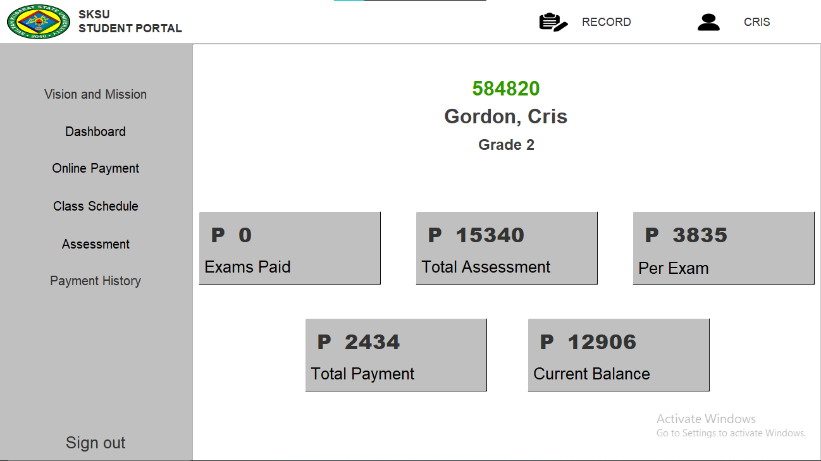 SKSU
STUDENT PORTAL
RECORD
CRIS
Vision and Mission
Dashboard
Online Payment
Class Schedule
Assessment
Payment History
Sign out
584820
Gordon, Cris
Grade 2
P 0
Exams Paid
P 15340
Total Assessment
P 3835
Per Exam
P 2434
Total Payment
P 12906
Current Balance
Activate Windows
Go to Settings to activate Windows.